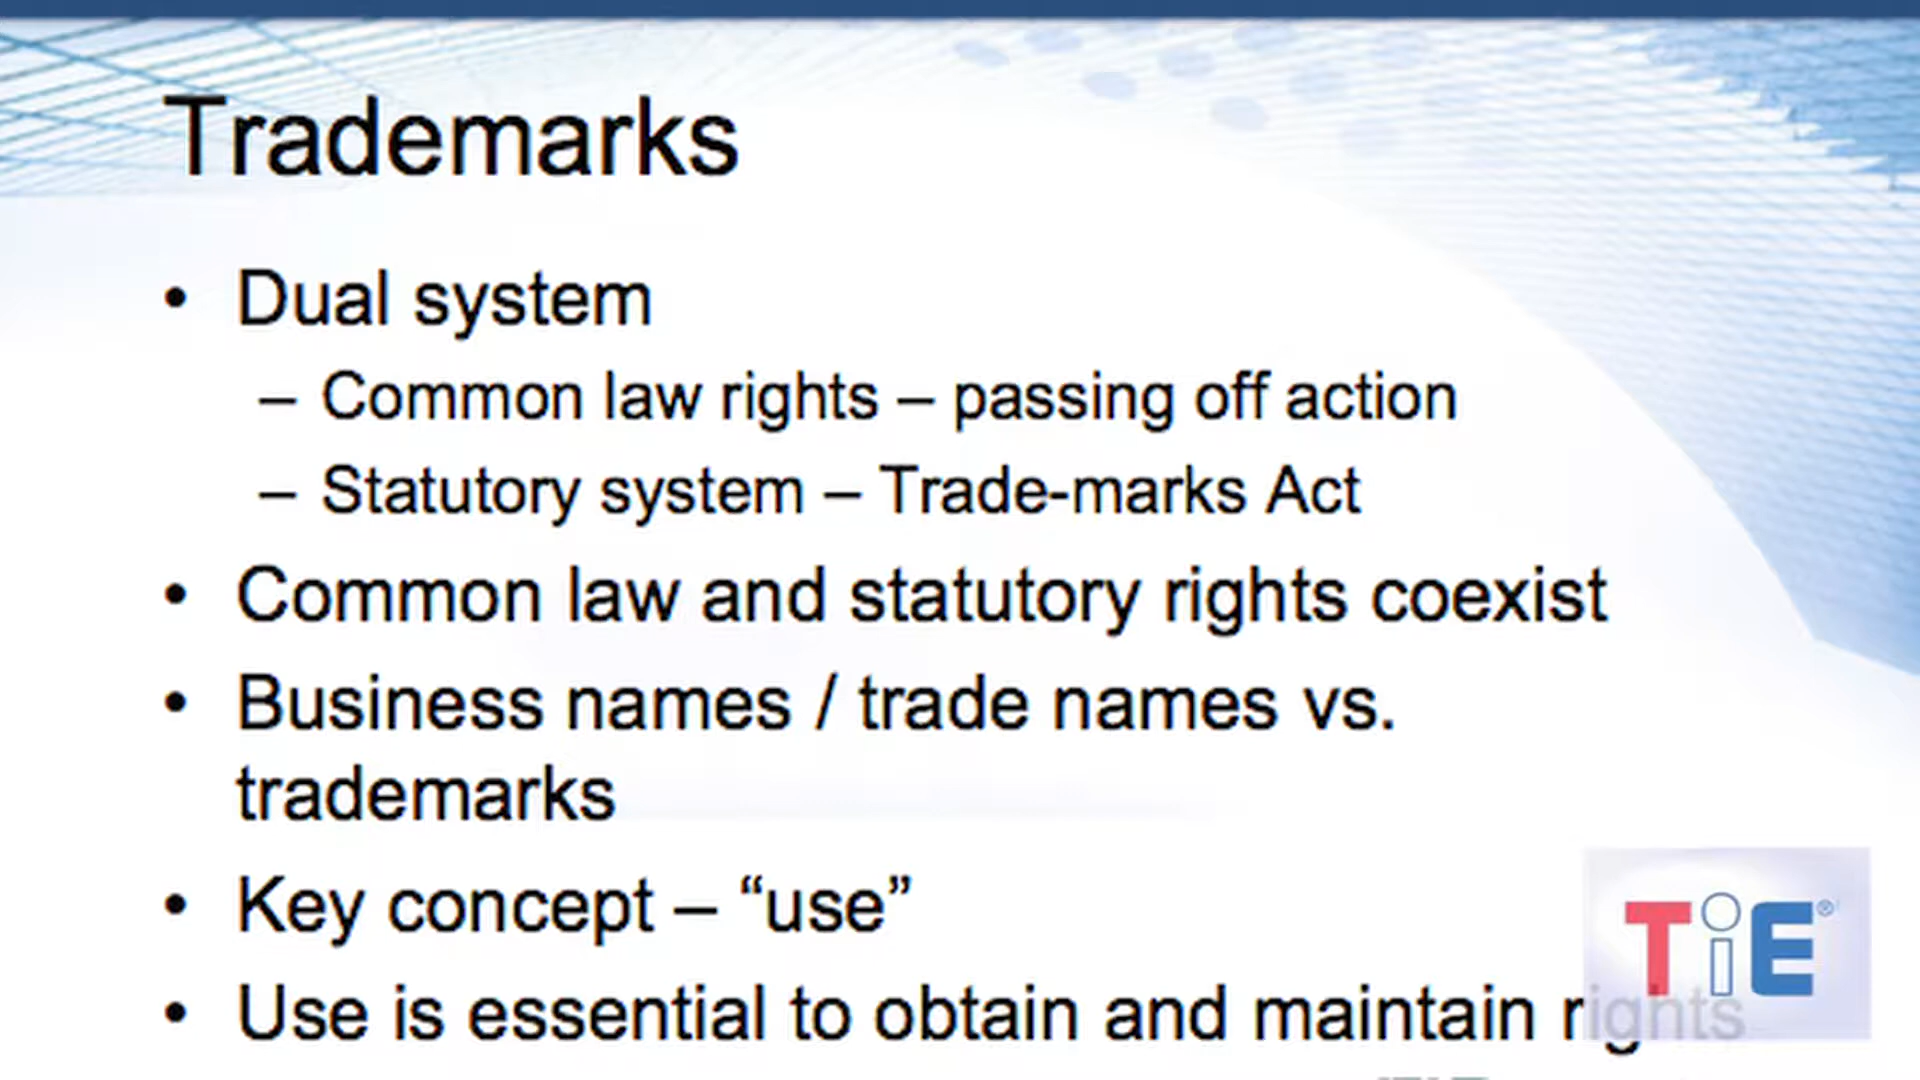 Trademarks
• Dual system
– Common law rights – passing off action
– Statutory system – Trade-marks Act
• Common law and statutory rights coexist
• Business names / trade names vs.
trademarks
• Key concept – “use”
• Use is essential to obtain and maintain rights
TiE®